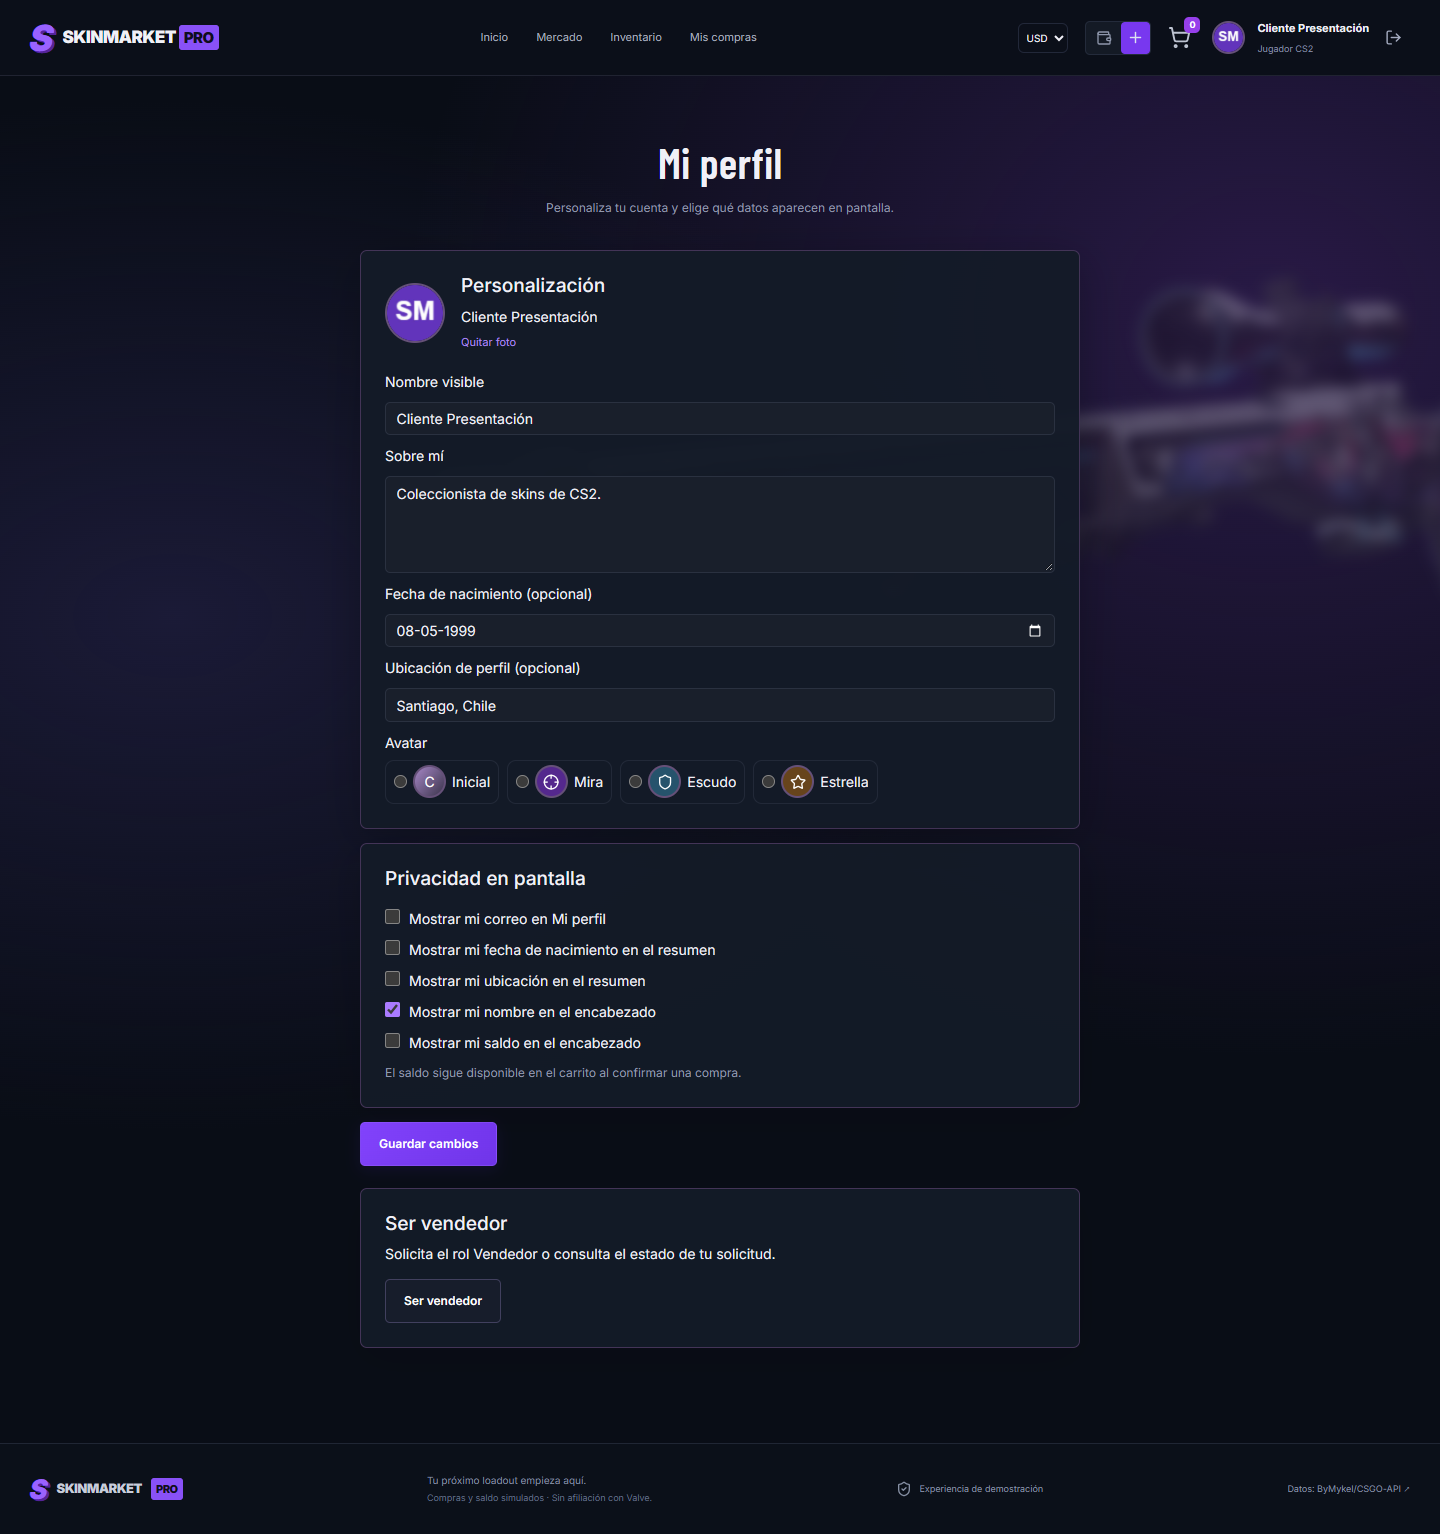 SKINMARKET PRO
Inicio
Mercado
Inventario
Mis compras
USD
0
SM
Cliente Presentación
Jugador CS2
Mi perfil
Personaliza tu cuenta y elige qué datos aparecen en pantalla.
SM
Personalización
Cliente Presentación
Quitar foto
Nombre visible
Cliente Presentación
Sobre mí
Coleccionista de skins de CS2.
Fecha de nacimiento (opcional)
08-05-1999
Ubicación de perfil (opcional)
Santiago, Chile
Avatar
C Inicial
Mira
Escudo
Estrella
Privacidad en pantalla
Mostrar mi correo en Mi perfil
Mostrar mi fecha de nacimiento en el resumen
Mostrar mi ubicación en el resumen
Mostrar mi nombre en el encabezado
Mostrar mi saldo en el encabezado
El saldo sigue disponible en el carrito al confirmar una compra.
Guardar cambios
Ser vendedor
Solicita el rol Vendedor o consulta el estado de tu solicitud.
Ser vendedor
SKINMARKET PRO
Tu próximo loadout empieza aquí.
Compras y saldo simulados · Sin afiliación con Valve.
Experiencia de demostración
Datos: ByMykel/CSGO-API ↗